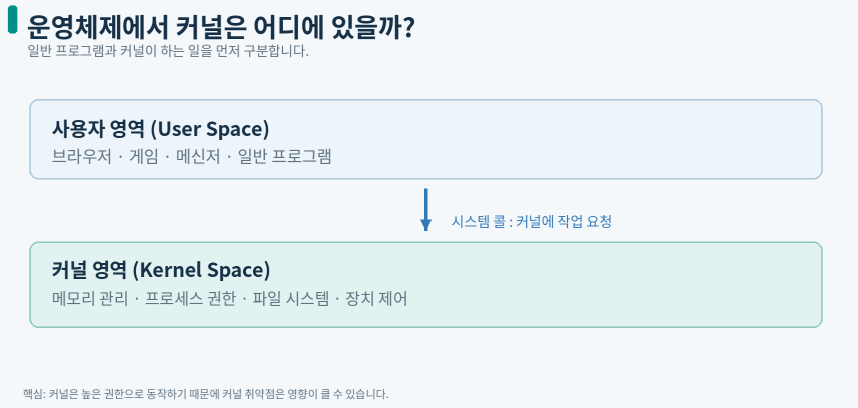 운영체제에서 커널은 어디에 있을까?
일반 프로그램과 커널이 하는 일을 먼저 구분합니다.
사용자 영역 (User Space)
브라우저 · 게임 · 메신저 · 일반 프로그램
시스템 콜 : 커널에 작업 요청
커널 영역 (Kernel Space)
메모리 관리 · 프로세스 권한 · 파일 시스템 · 장치 제어
핵심: 커널은 높은 권한으로 동작하기 때문에 커널 취약점은 영향이 클 수 있습니다.